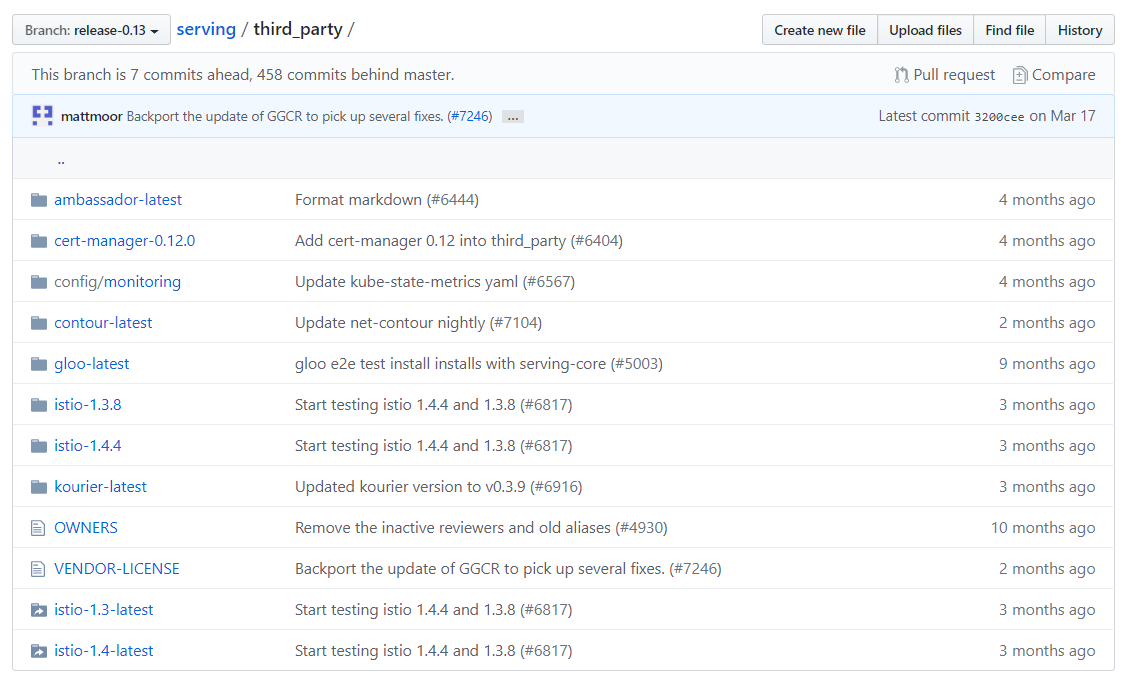 Branch: release-0.13 serving / third_party / Create new file Upload files Find file History
This branch is 7 commits ahead, 458 commits behind master. Pull request Compare
mattmoor Backport the update of GGCR to pick up several fixes. (#7246) ... Latest commit 3200cee on Mar 17
..
ambassador-latest Format markdown (#6444) 4 months ago
cert-manager-0.12.0 Add cert-manager 0.12 into third_party (#6404) 4 months ago
config/monitoring Update kube-state-metrics yaml (#6567) 4 months ago
contour-latest Update net-contour nightly (#7104) 2 months ago
gloo-latest gloo e2e test install installs with serving-core (#5003) 9 months ago
istio-1.3.8 Start testing istio 1.4.4 and 1.3.8 (#6817) 3 months ago
istio-1.4.4 Start testing istio 1.4.4 and 1.3.8 (#6817) 3 months ago
kourier-latest Updated kourier version to v0.3.9 (#6916) 3 months ago
OWNERS Remove the inactive reviewers and old aliases (#4930) 10 months ago
VENDOR-LICENSE Backport the update of GGCR to pick up several fixes. (#7246) 2 months ago
istio-1.3-latest Start testing istio 1.4.4 and 1.3.8 (#6817) 3 months ago
istio-1.4-latest Start testing istio 1.4.4 and 1.3.8 (#6817) 3 months ago